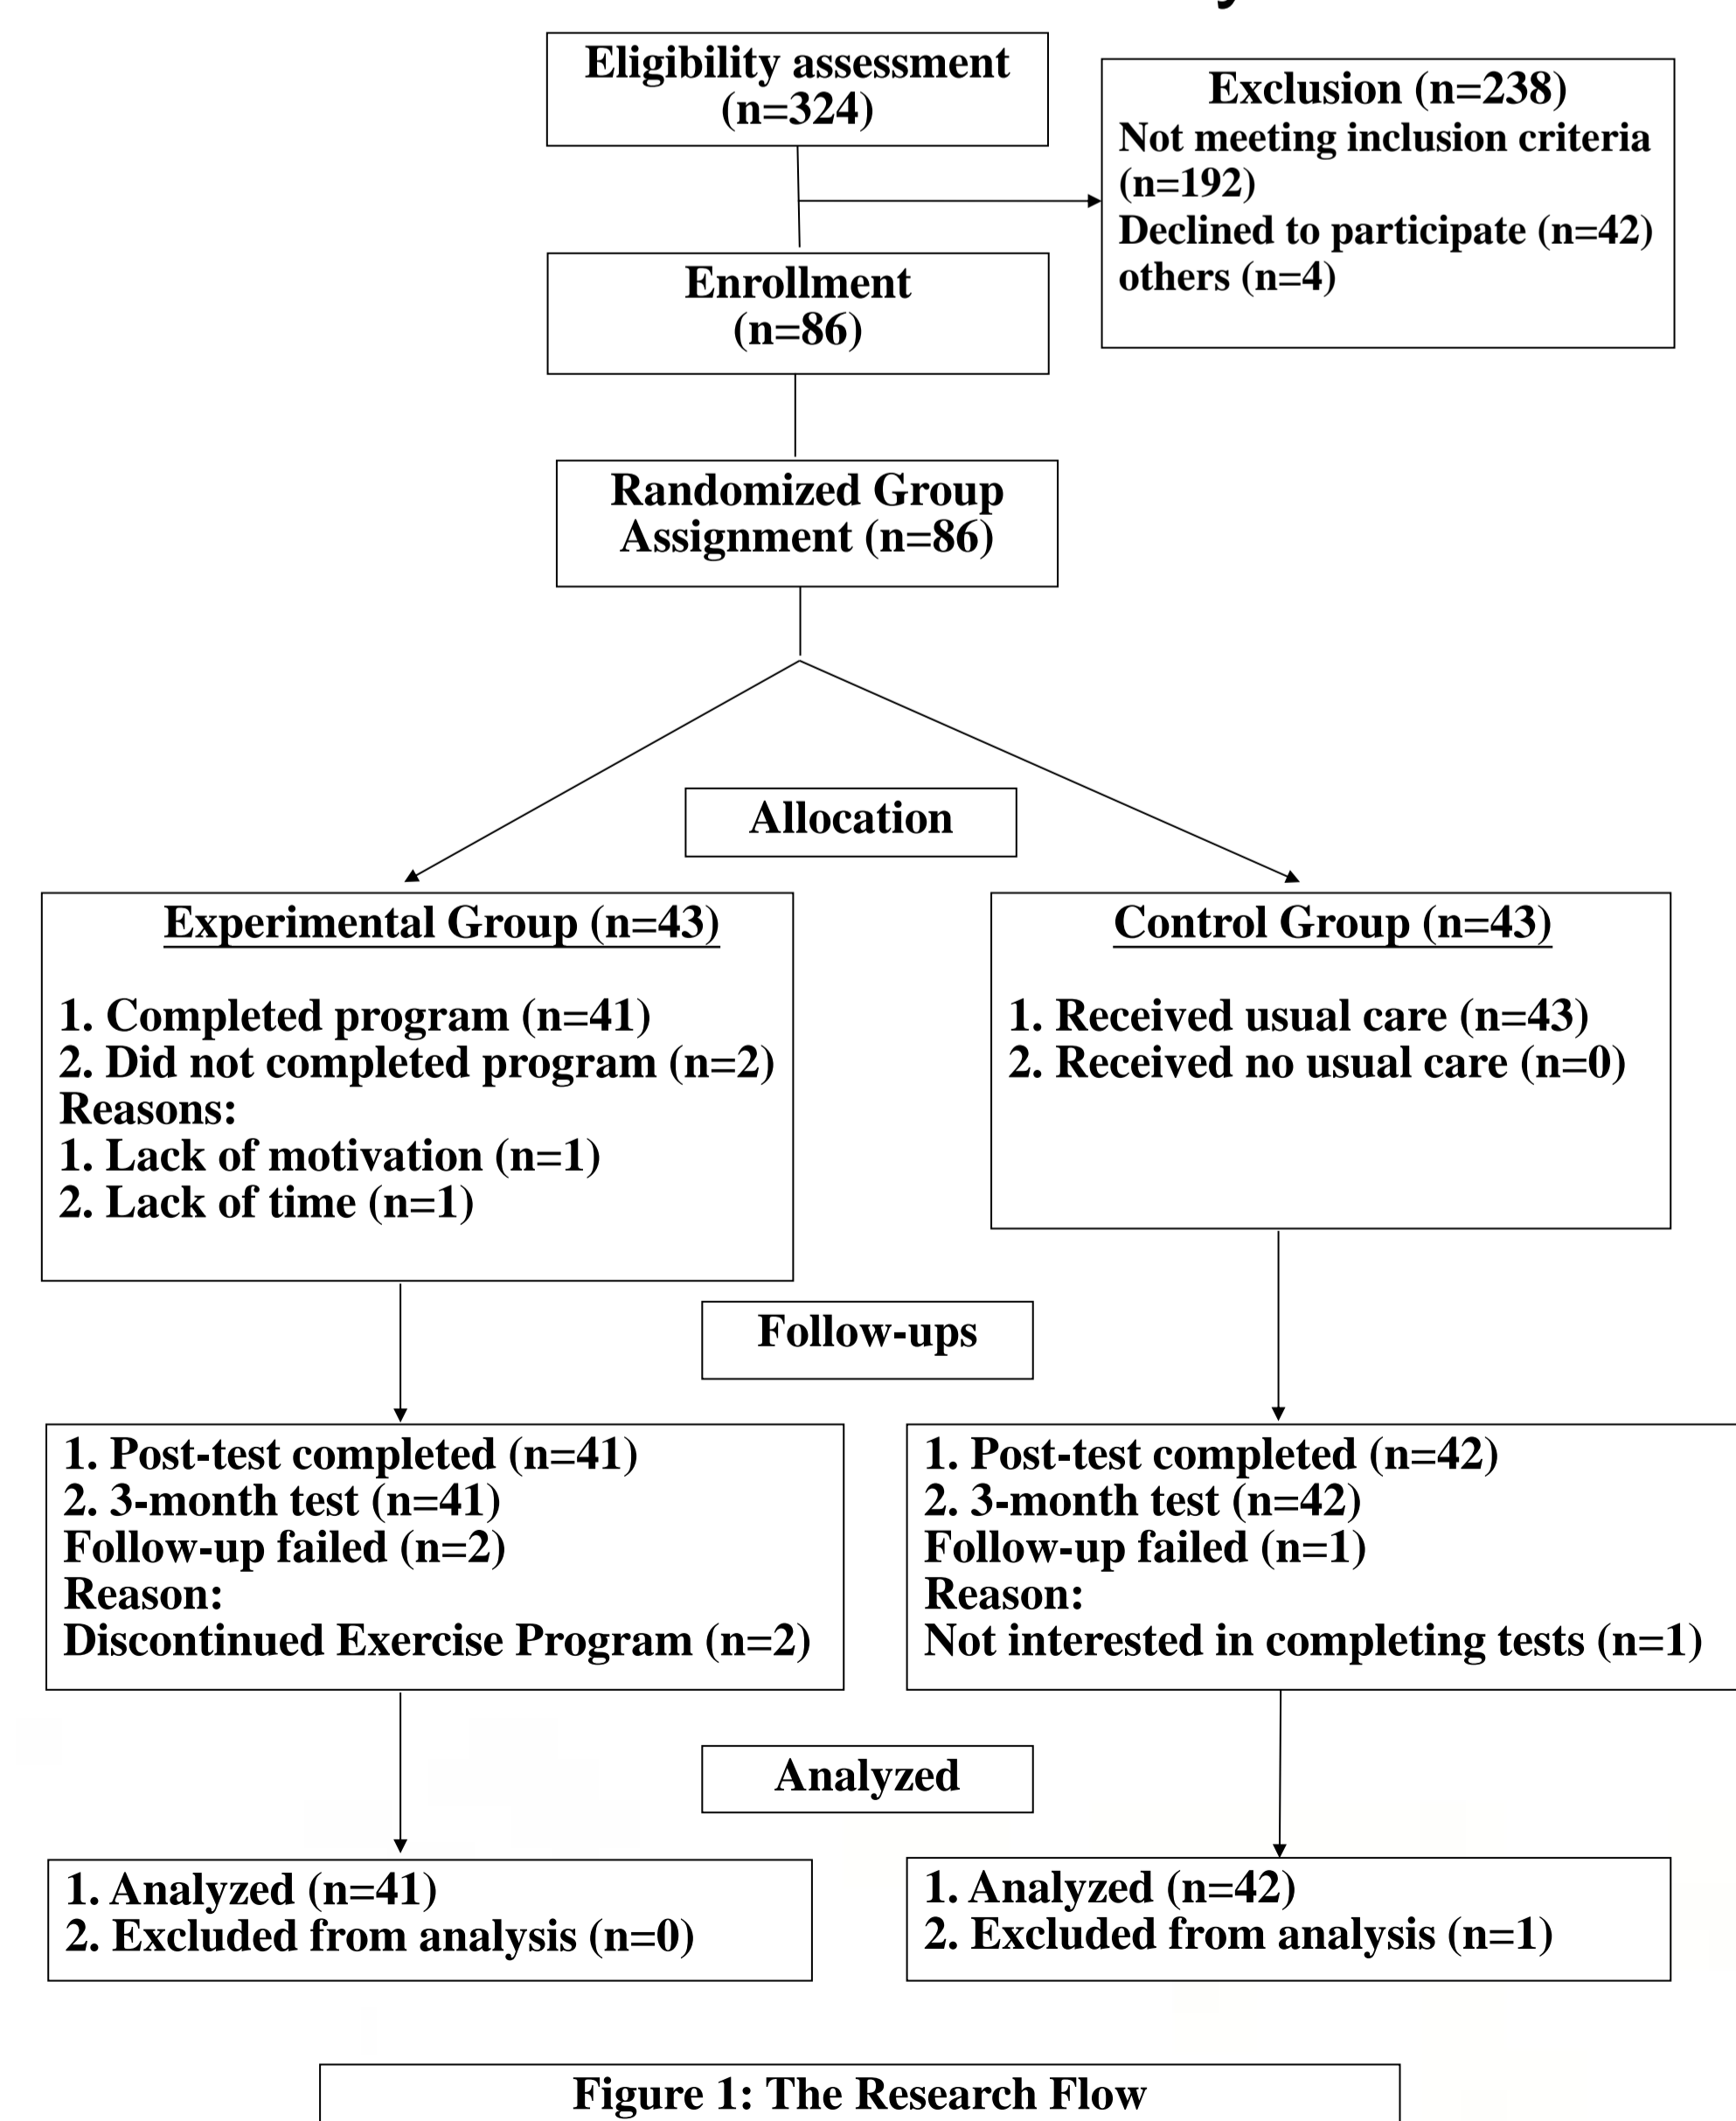 Eligibility assessment
(n=324)
Exclusion (n=238)
Not meeting inclusion criteria
(n=192)
Declined to participate (n=42)
others (n=4)
Enrollment
(n=86)
Randomized Group
Assignment (n=86)
Allocation
Experimental Group (n=43)
1. Completed program (n=41)
2. Did not completed program (n=2)
Reasons:
1. Lack of motivation (n=1)
2. Lack of time (n=1)
Control Group (n=43)
1. Received usual care (n=43)
2. Received no usual care (n=0)
Follow-ups
1. Post-test completed (n=41)
2. 3-month test (n=41)
Follow-up failed (n=2)
Reason:
Discontinued Exercise Program (n=2)
1. Post-test completed (n=42)
2. 3-month test (n=42)
Follow-up failed (n=1)
Reason:
Not interested in completing tests (n=1)
Analyzed
1. Analyzed (n=41)
2. Excluded from analysis (n=0)
1. Analyzed (n=42)
2. Excluded from analysis (n=1)
Figure 1: The Research Flow